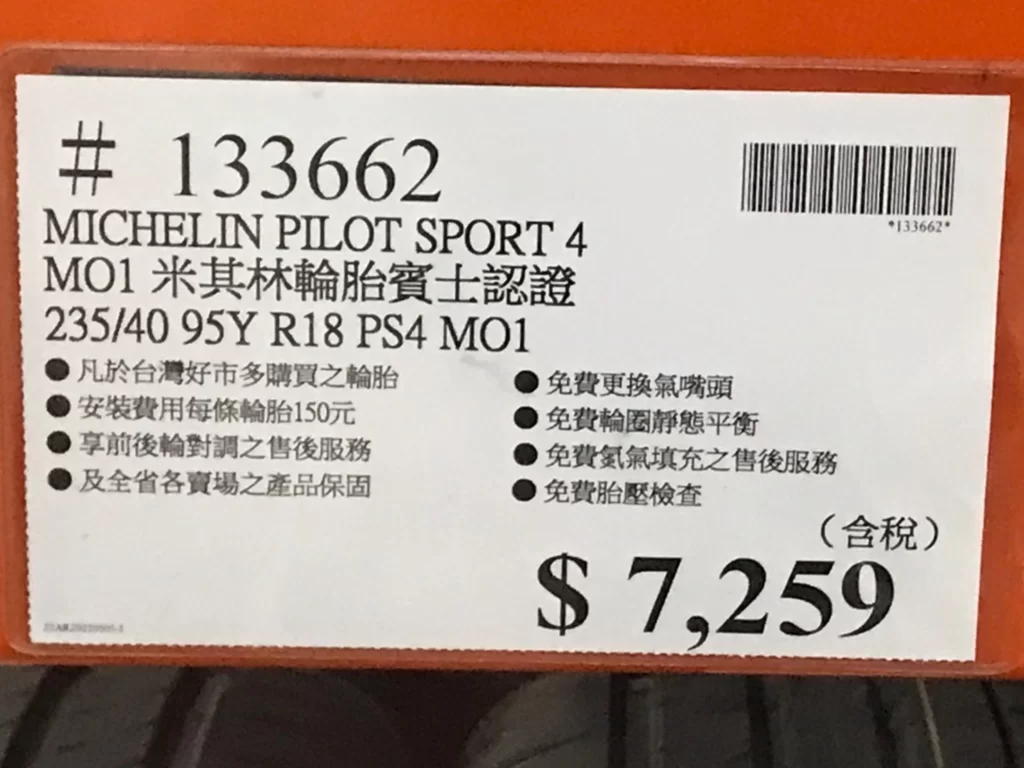 # 133662
*133662*
MICHELIN PILOT SPORT 4
MO1 米其林輪胎賓士認證
235/40 95Y R18 PS4 MO1
● 凡於台灣好市多購買之輪胎
● 安裝費用每條輪胎150元
● 享前後輪對調之售後服務
● 及全省各賣場之產品保固
● 免費更換氣嘴頭
● 免費輪圈靜態平衡
● 免費氮氣填充之售後服務
● 免費胎壓檢查
（含稅）
$ 7,259